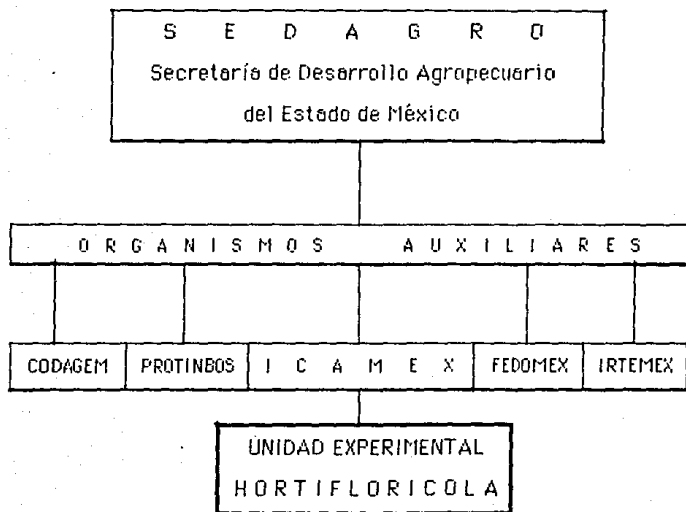 S E D A G R O
Secretaría de Desarrollo Agropecuario
del Estado de México
O R G A N I S M O S A U X I L I A R E S
CODAGEM PROTINBOS I C A M E X FEDOMEX IRTEMEX
UNIDAD EXPERIMENTAL
H O R T I F L O R I C O L A